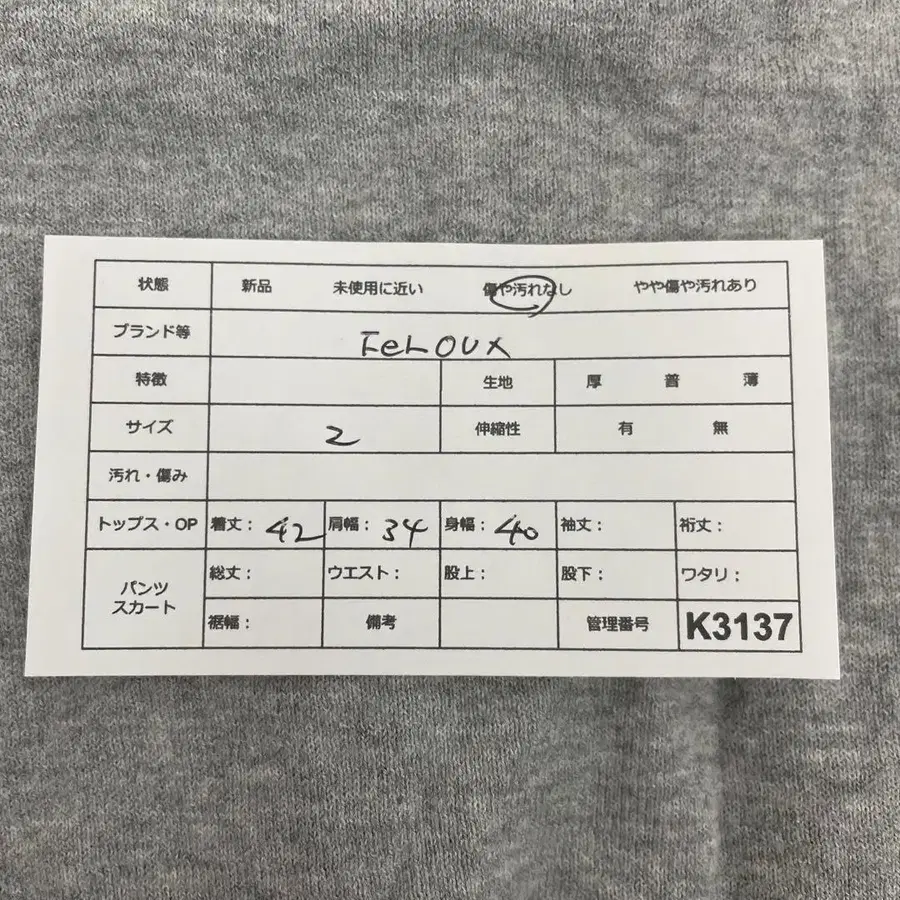 状態 新品 未使用に近い 傷や汚れなし やや傷や汚れあり
ブランド等 FeLOUX
特徴 生地 厚 普 薄
サイズ 2 伸縮性 有 無
汚れ・傷み
トップス・OP 着丈: 42 肩幅: 34 身幅: 40 袖丈: 裄丈:
パンツ スカート 総丈: ウエスト: 股上: 股下: ワタリ:
裾幅: 備考 管理番号 K3137